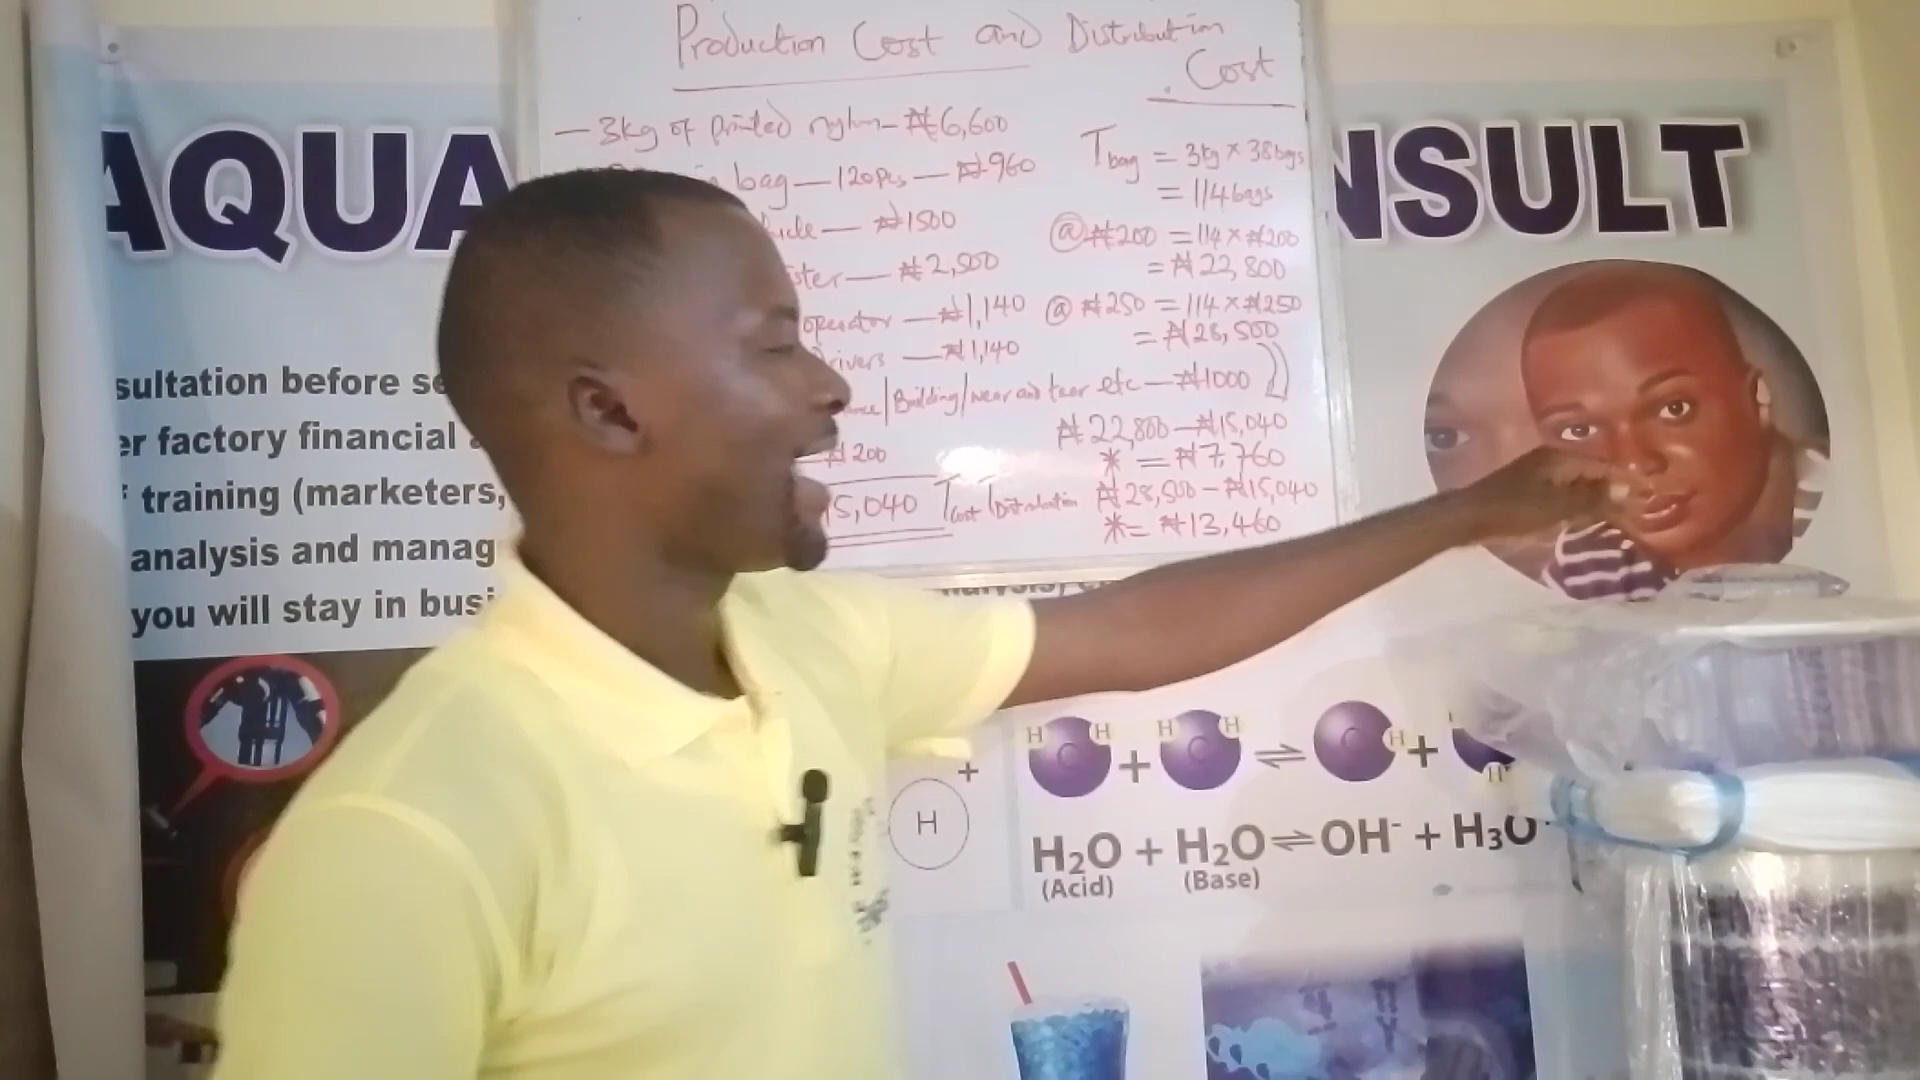 Production Cost and Distribution
Cost
— 3kg of printed nylon — ₦6,600
bag — 120pcs — ₦960
— ₦1500
— ₦2,500
operator — ₦1,140
Drivers — ₦1,140
/Building/wear and tear etc — ₦1000
₦200
5,040 Tcost/Distribution
Tbag = 3kg × 38bags
= 114bags
@ ₦200 = 114 × ₦200
= ₦22,800
@ ₦250 = 114 × ₦250
= ₦28,500
₦22,800 — ₦15,040
* = ₦7,760
₦28,500 — ₦15,040
* = ₦13,460
AQUA
NSULT
sultation before se
er factory financial
training (marketers,
analysis and manag
you will stay in busi
H H + H H ⇌ H +
H
H +
H₂O + H₂O ⇌ OH⁻ + H₃O
(Acid) (Base)